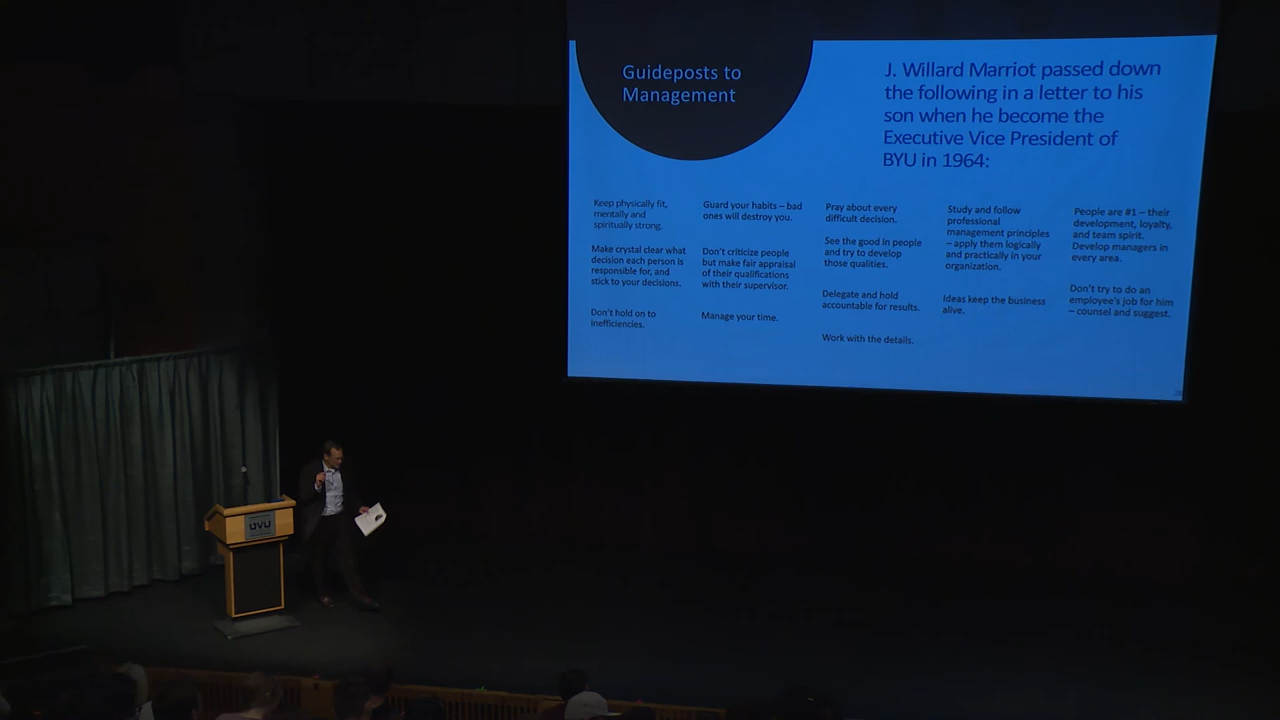 Guideposts to
Management
J. Willard Marriot passed down
the following in a letter to his
son when he become the
Executive Vice President of
BYU in 1964:
Keep physically fit,
mentally and
spiritually strong.
Make crystal clear what
decision each person is
responsible for, and
stick to your decisions.
Don't hold on to
inefficiencies.
Guard your habits – bad
ones will destroy you.
Don't criticize people
but make fair appraisal
of their qualifications
with their supervisor.
Manage your time.
Pray about every
difficult decision.
See the good in people
and try to develop
those qualities.
Delegate and hold
accountable for results.
Work with the details.
Study and follow
professional
management principles
– apply them logically
and practically in your
organization.
Ideas keep the business
alive.
People are #1 – their
development, loyalty,
and team spirit.
Develop managers in
every area.
Don't try to do an
employee's job for him
– counsel and suggest.
UVU